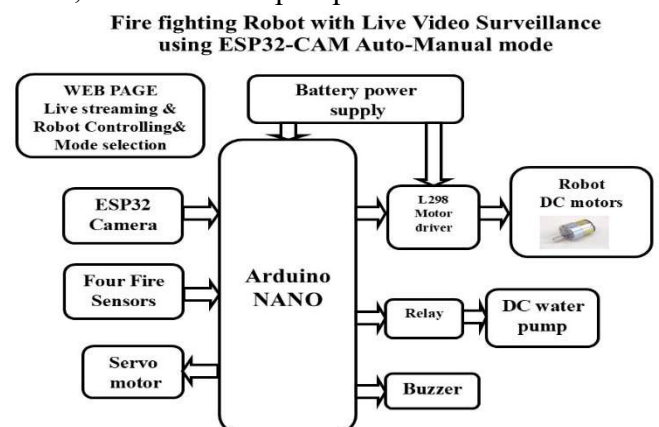 Fire fighting Robot with Live Video Surveillance
using ESP32-CAM Auto-Manual mode
WEB PAGE
Live streaming &
Robot Controlling&
Mode selection
Battery power
supply
ESP32
Camera
L298
Motor
driver
Robot
DC motors
Four Fire
Sensors
Arduino
NANO
Relay
DC water
pump
Servo
motor
Buzzer